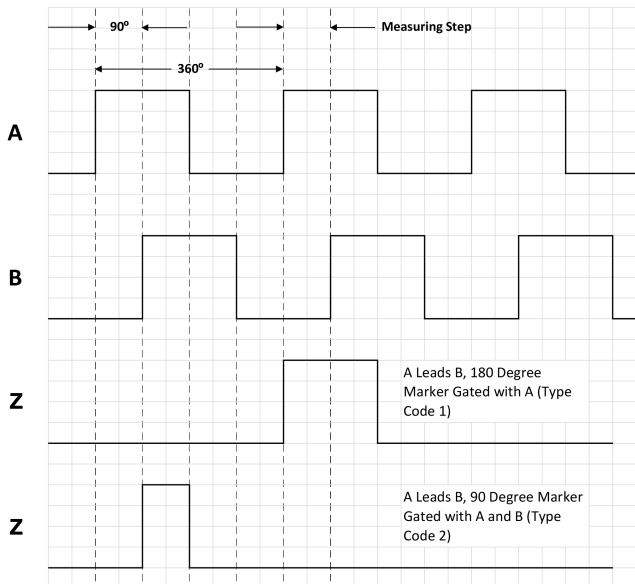 90º
Measuring Step
360º
A
B
Z
A Leads B, 180 Degree
Marker Gated with A (Type
Code 1)
Z
A Leads B, 90 Degree Marker
Gated with A and B (Type
Code 2)